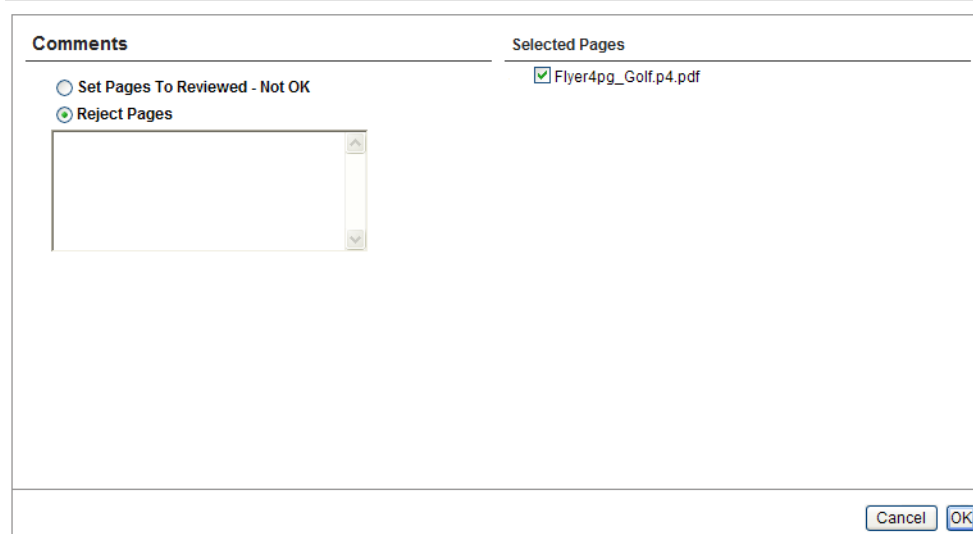 Comments
Set Pages To Reviewed - Not OK
Reject Pages
Selected Pages
Flyer4pg_Golf.p4.pdf
Cancel
OK